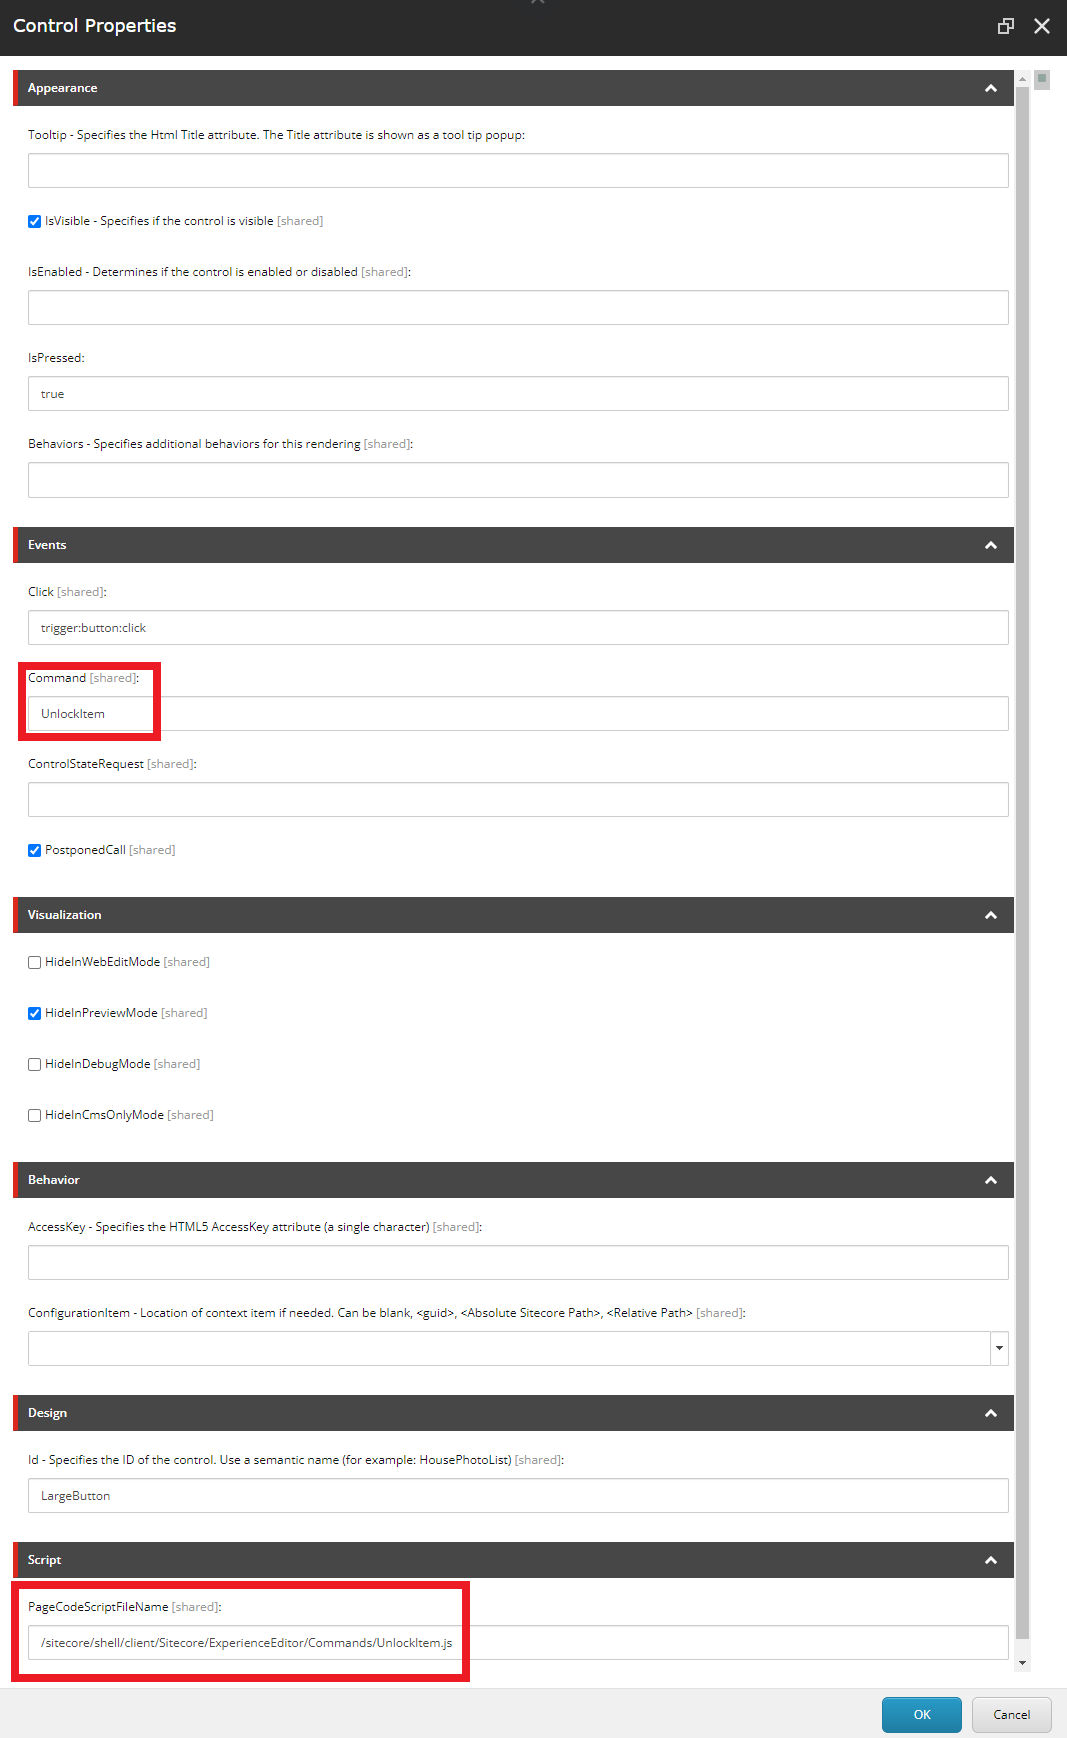 Control Properties
Appearance
Tooltip - Specifies the Html Title attribute. The Title attribute is shown as a tool tip popup:
IsVisible - Specifies if the control is visible [shared]
IsEnabled - Determines if the control is enabled or disabled [shared]:
IsPressed:
true
Behaviors - Specifies additional behaviors for this rendering [shared]:
Events
Click [shared]:
trigger:button:click
Command [shared]:
UnlockItem
ControlStateRequest [shared]:
PostponedCall [shared]
Visualization
HideInWebEditMode [shared]
HideInPreviewMode [shared]
HideInDebugMode [shared]
HideInCmsOnlyMode [shared]
Behavior
AccessKey - Specifies the HTML5 AccessKey attribute (a single character) [shared]:
ConfigurationItem - Location of context item if needed. Can be blank, <guid>, <Absolute Sitecore Path>, <Relative Path> [shared]:
Design
Id - Specifies the ID of the control. Use a semantic name (for example: HousePhotoList) [shared]:
LargeButton
Script
PageCodeScriptFileName [shared]:
/sitecore/shell/client/Sitecore/ExperienceEditor/Commands/UnlockItem.js
OK Cancel